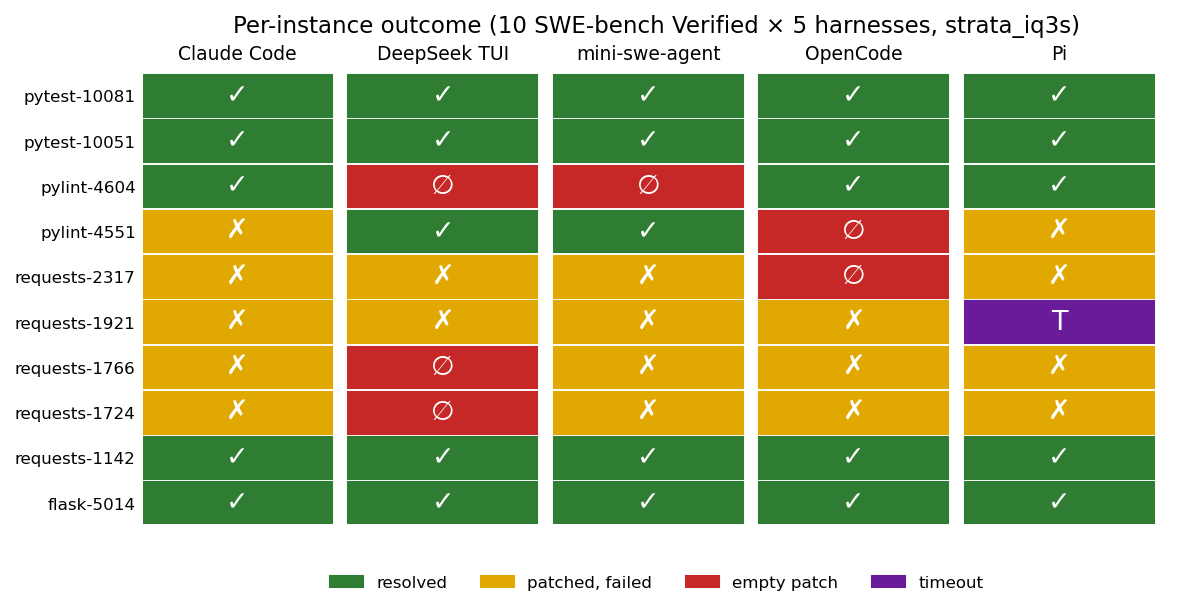 Per-instance outcome (10 SWE-bench Verified × 5 harnesses, strata_iq3s)
Claude Code DeepSeek TUI mini-swe-agent OpenCode Pi
pytest-10081 ✓ ✓ ✓ ✓ ✓
pytest-10051 ✓ ✓ ✓ ✓ ✓
pylint-4604 ✓ ∅ ∅ ✓ ✓
pylint-4551 ✗ ✓ ✓ ∅ ✗
requests-2317 ✗ ✗ ✗ ∅ ✗
requests-1921 ✗ ✗ ✗ ✗ T
requests-1766 ✗ ∅ ✗ ✗ ✗
requests-1724 ✗ ∅ ✗ ✗ ✗
requests-1142 ✓ ✓ ✓ ✓ ✓
flask-5014 ✓ ✓ ✓ ✓ ✓
resolved patched, failed empty patch timeout